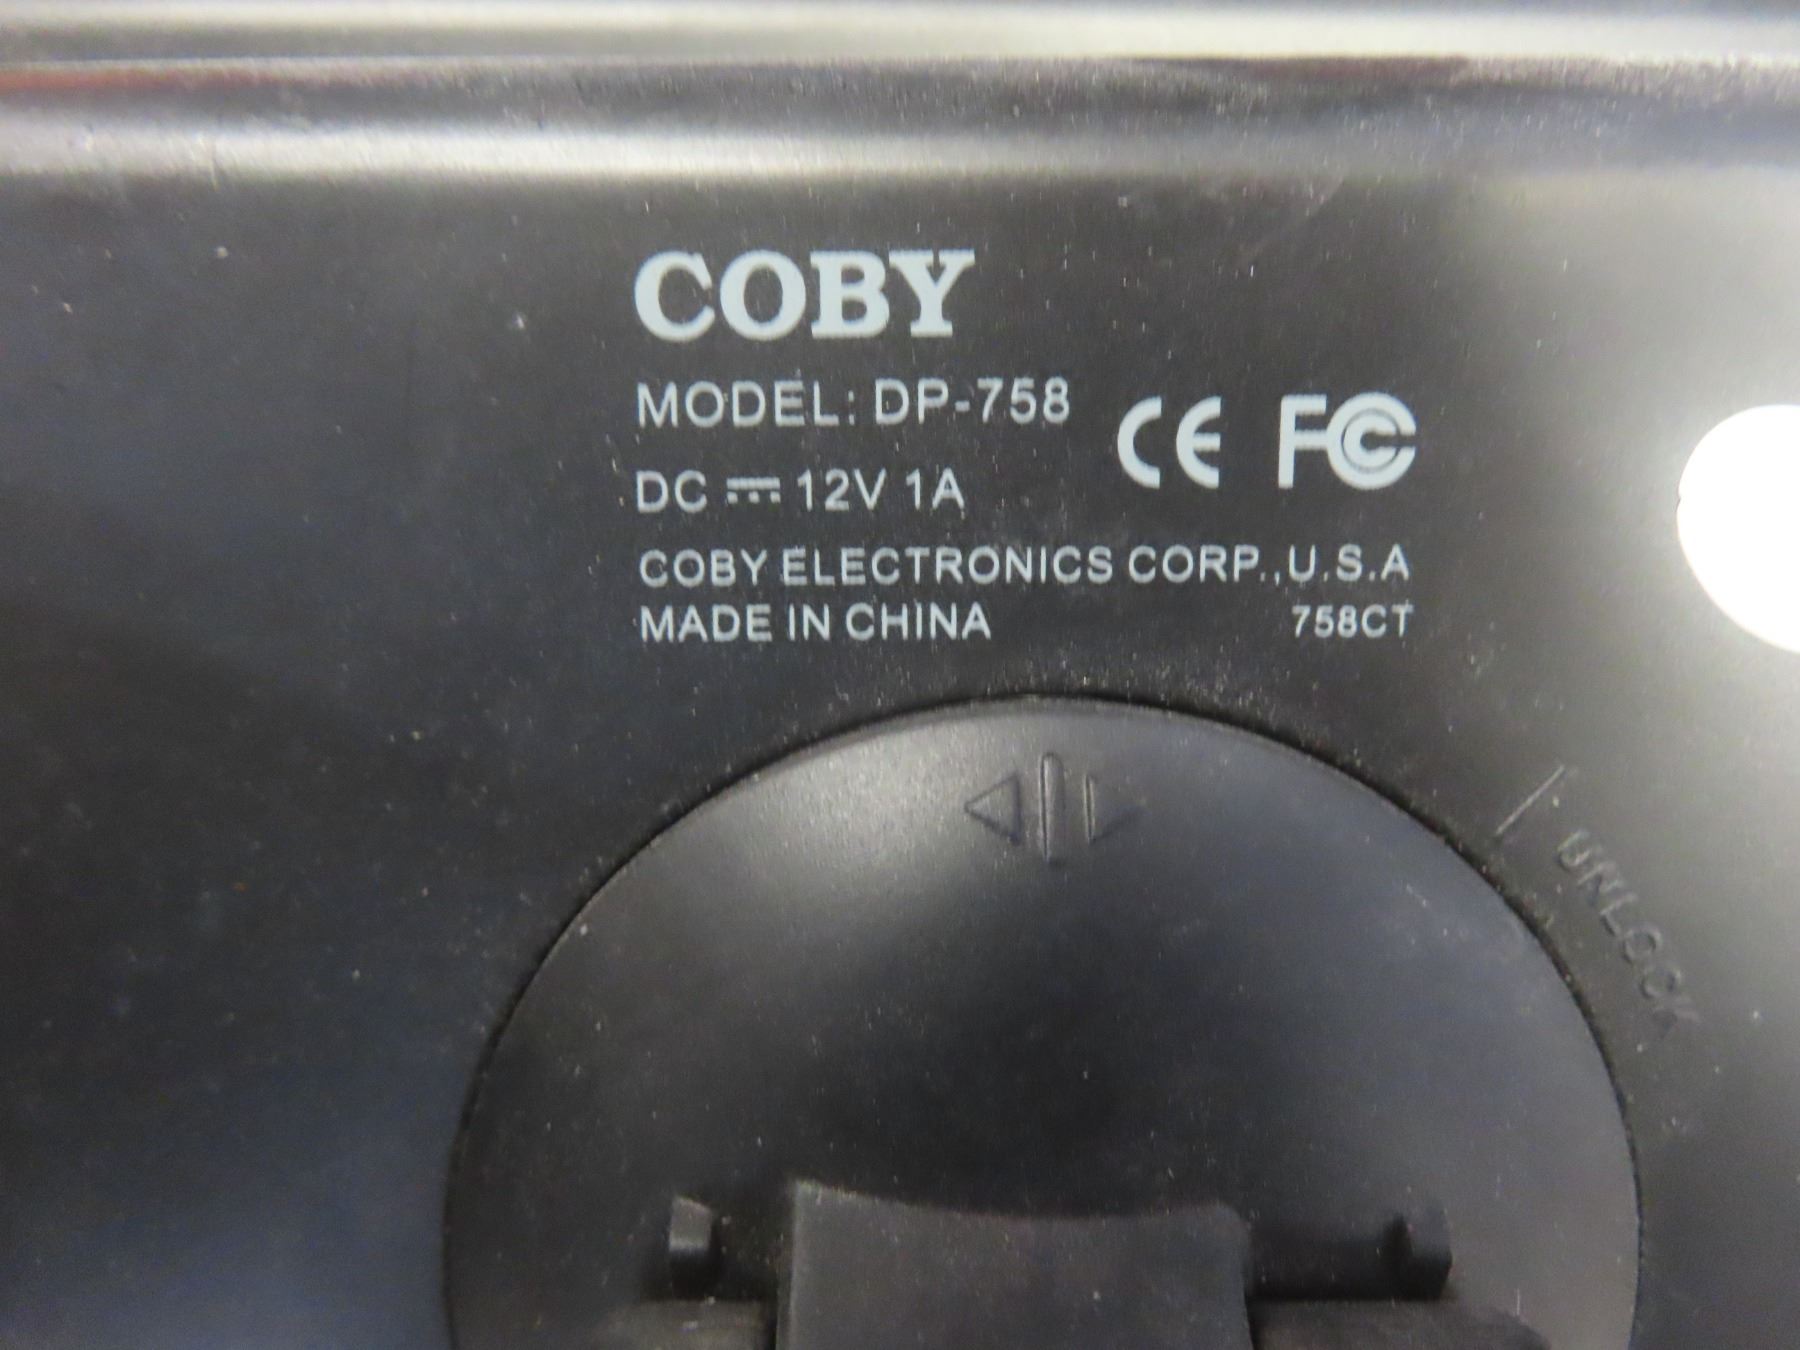 COBY
MODEL: DP-758
CE FC
DC ⎓ 12V 1A
COBY ELECTRONICS CORP.,U.S.A
MADE IN CHINA 758CT
UNLOCK